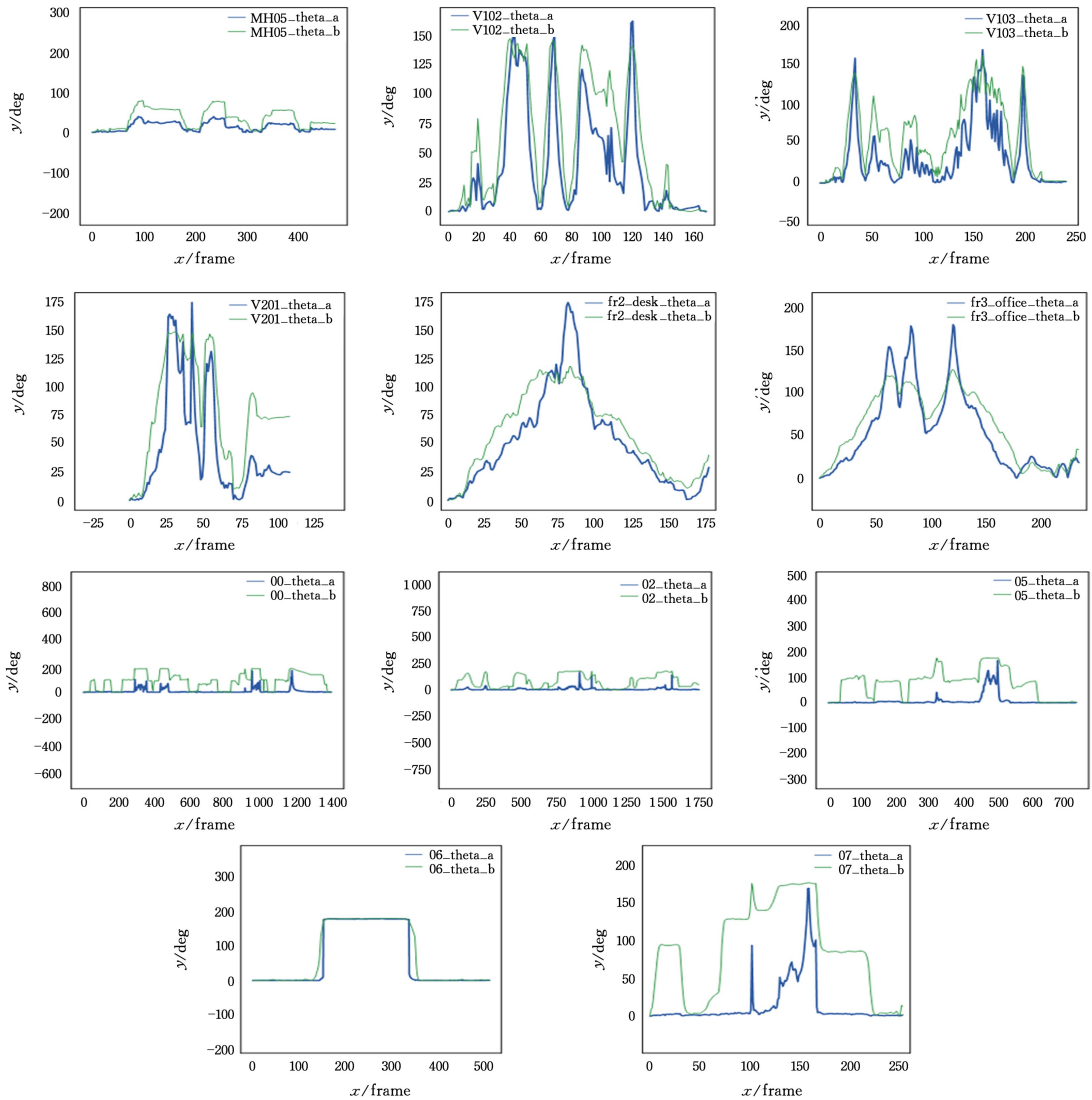 MH05_theta_a
MH05_theta_b
300
200
100
0
−100
−200
y/deg
0 100 200 300 400
x/frame
V102_theta_a
V102_theta_b
150
125
100
75
50
25
0
y/deg
0 20 40 60 80 100 120 140 160
x/frame
V103_theta_a
V103_theta_b
200
150
100
50
0
−50
y/deg
0 50 100 150 200 250
x/frame
V201_theta_a
V201_theta_b
175
150
125
100
75
50
25
0
y/deg
−25 0 25 50 75 125
x/frame
fr2_desk_theta_a
fr2_desk_theta_b
175
150
125
100
75
50
25
0
y/deg
0 25 50 75 100 125 150 175
x/frame
fr3_office_theta_a
fr3_office_theta_b
200
150
100
50
0
y/deg
0 50 100 150 200
x/frame
00_theta_a
00_theta_b
800
600
400
200
0
−200
−400
−600
y/deg
0 200 400 600 800 1 000 1 200 1 400
x/frame
02_theta_a
02_theta_b
1 000
750
500
250
0
−250
−500
−750
y/deg
0 250 500 750 1 000 1 250 1 500 1 750
x/frame
05_theta_a
05_theta_b
500
400
300
200
100
0
−100
−200
−300
y/deg
0 100 200 300 400 500 600 700
x/frame
06_theta_a
06_theta_b
300
200
100
0
−100
−200
y/deg
0 100 200 300 400 500
x/frame
07_theta_a
07_theta_b
200
150
100
50
0
y/deg
0 50 100 150 200 250
x/frame